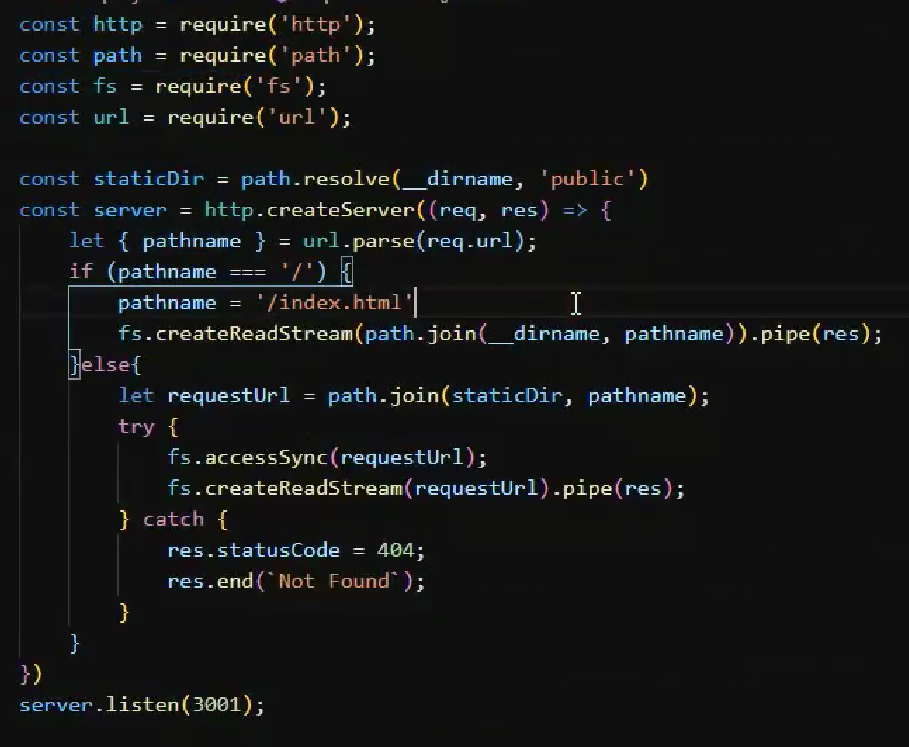 const http = require('http');
const path = require('path');
const fs = require('fs');
const url = require('url');
const staticDir = path.resolve(__dirname, 'public')
const server = http.createServer((req, res) => {
    let { pathname } = url.parse(req.url);
    if (pathname === '/') {
        pathname = '/index.html'
        fs.createReadStream(path.join(__dirname, pathname)).pipe(res);
    }else{
        let requestUrl = path.join(staticDir, pathname);
        try {
            fs.accessSync(requestUrl);
            fs.createReadStream(requestUrl).pipe(res);
        } catch {
            res.statusCode = 404;
            res.end(`Not Found`);
        }
    }
})
server.listen(3001);